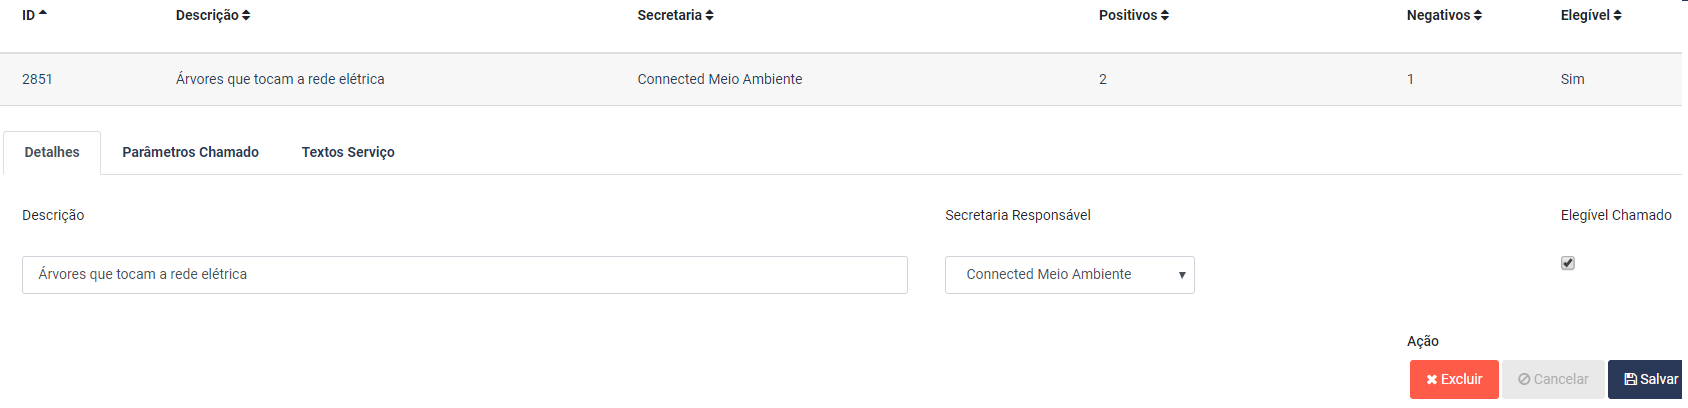 ID Descrição Secretaria Positivos Negativos Elegível
2851 Árvores que tocam a rede elétrica Connected Meio Ambiente 2 1 Sim
Detalhes Parâmetros Chamado Textos Serviço
Descrição Secretaria Responsável Elegível Chamado
Árvores que tocam a rede elétrica Connected Meio Ambiente
Ação
Excluir Cancelar Salvar